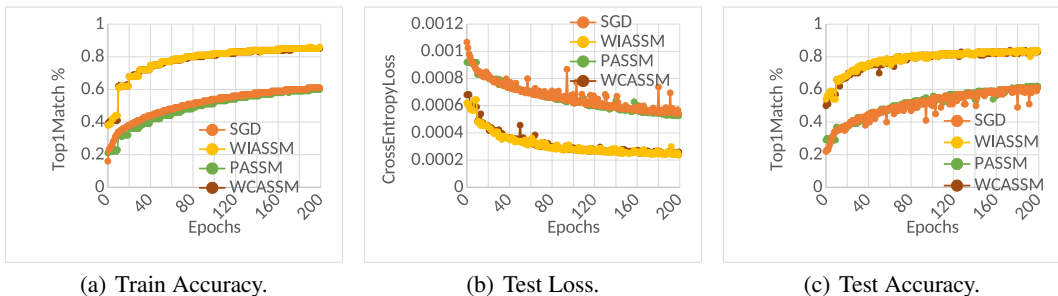 Top1Match %
1
0.8
0.6
0.4
0.2
0
0
40
80
120
160
200
Epochs
SGD
WIASSM
PASSM
WCASSM
(a) Train Accuracy.
CrossEntropyLoss
0.0012
0.001
0.0008
0.0006
0.0004
0.0002
0
0
40
80
120
160
200
Epochs
SGD
WIASSM
PASSM
WCASSM
(b) Test Loss.
Top1Match %
1
0.8
0.6
0.4
0.2
0
0
40
80
120
160
200
Epochs
SGD
WIASSM
PASSM
WCASSM
(c) Test Accuracy.